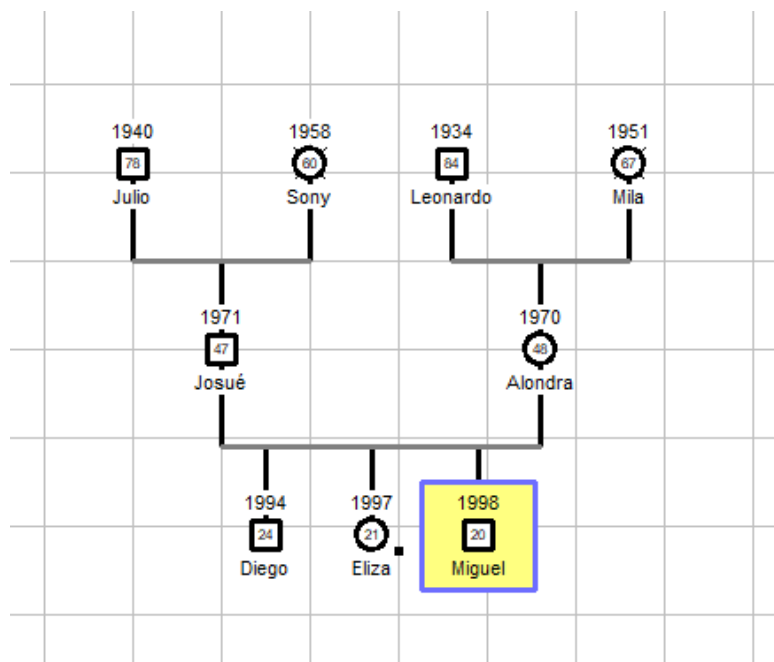 1940 1958 1934 1951
78 60 84 67
Julio Sony Leonardo Mila
1971 1970
47 48
Josué Alondra
1994 1997 1998
24 21 20
Diego Eliza Miguel